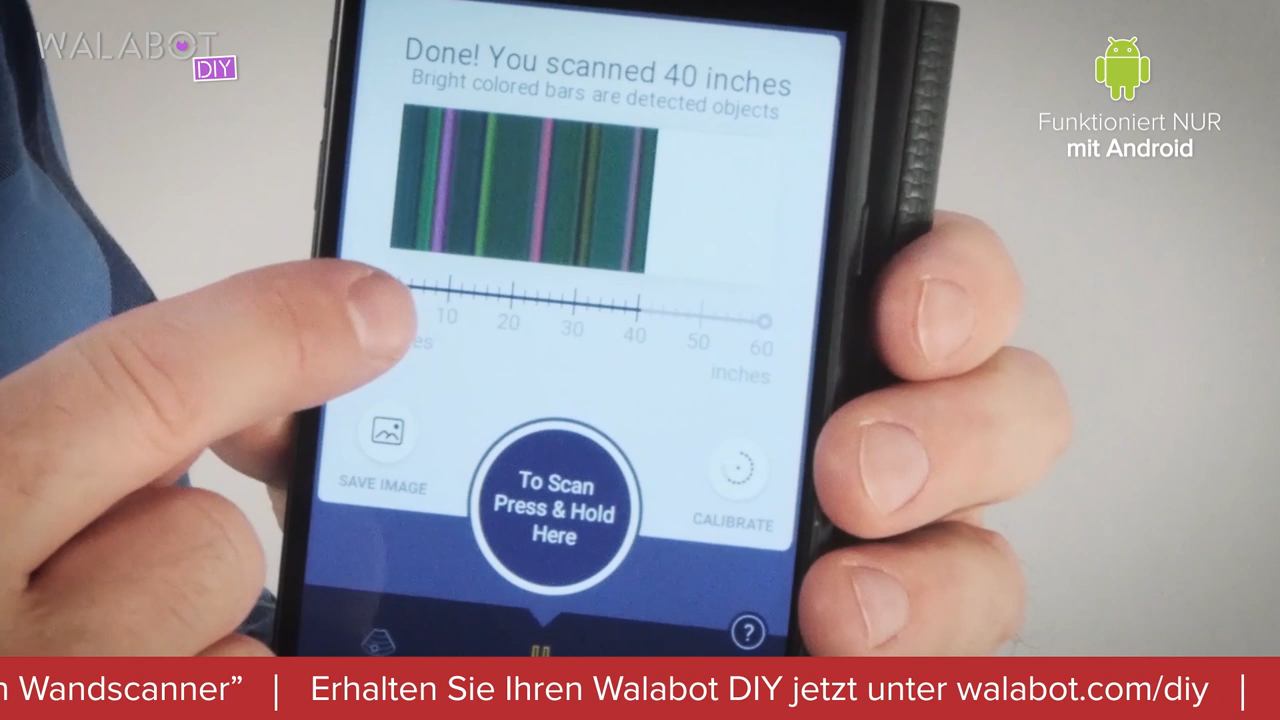 WALABOT
DIY
Funktioniert NUR
mit Android
Done! You scanned 40 inches
Bright colored bars are detected objects
10 20 30 40 50 60
inches
SAVE IMAGE
To Scan
Press & Hold
Here
CALIBRATE
?
Wandscanner” | Erhalten Sie Ihren Walabot DIY jetzt unter walabot.com/diy |